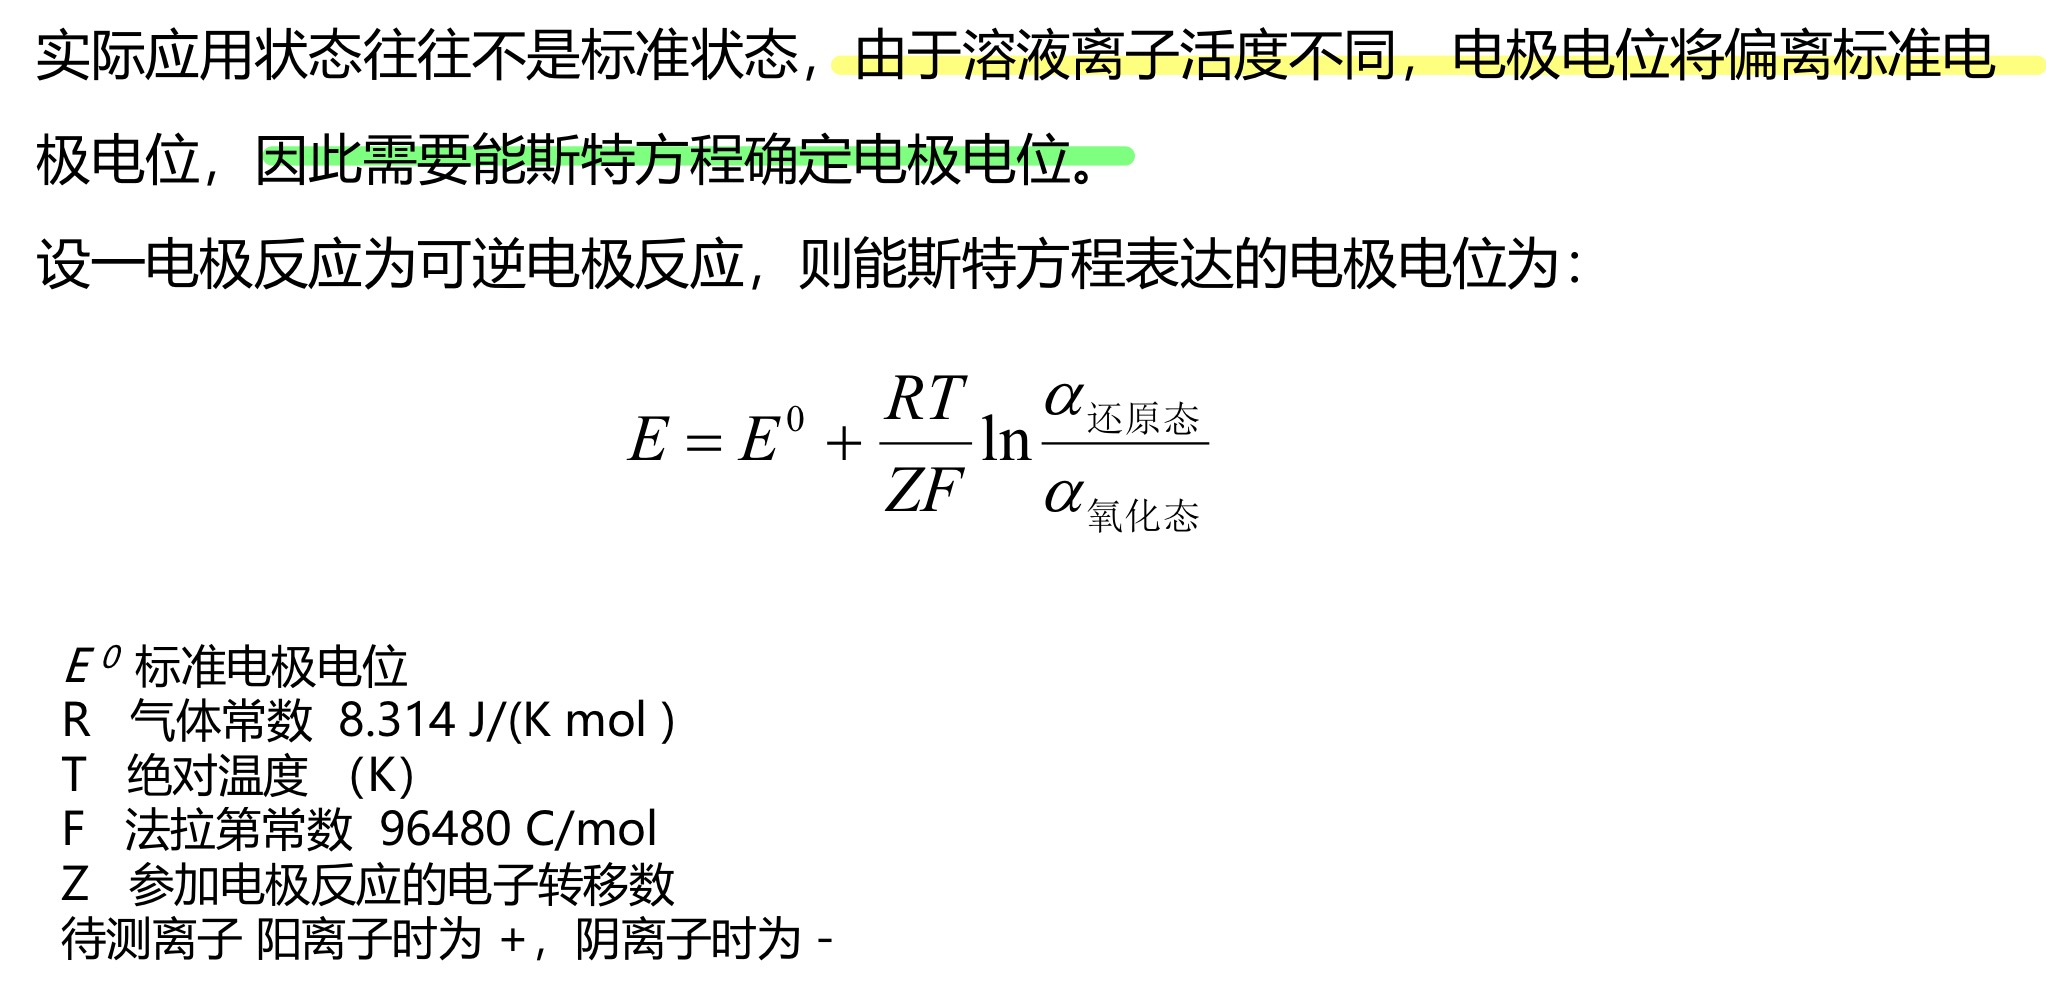 实际应用状态往往不是标准状态，由于溶液离子活度不同，电极电位将偏离标准电
极电位，因此需要能斯特方程确定电极电位。
设一电极反应为可逆电极反应，则能斯特方程表达的电极电位为：
E = E⁰ + RT/ZF ln α还原态/α氧化态
E⁰ 标准电极电位
R 气体常数 8.314 J/(K mol )
T 绝对温度 （K）
F 法拉第常数 96480 C/mol
Z 参加电极反应的电子转移数
待测离子 阳离子时为 +，阴离子时为 -